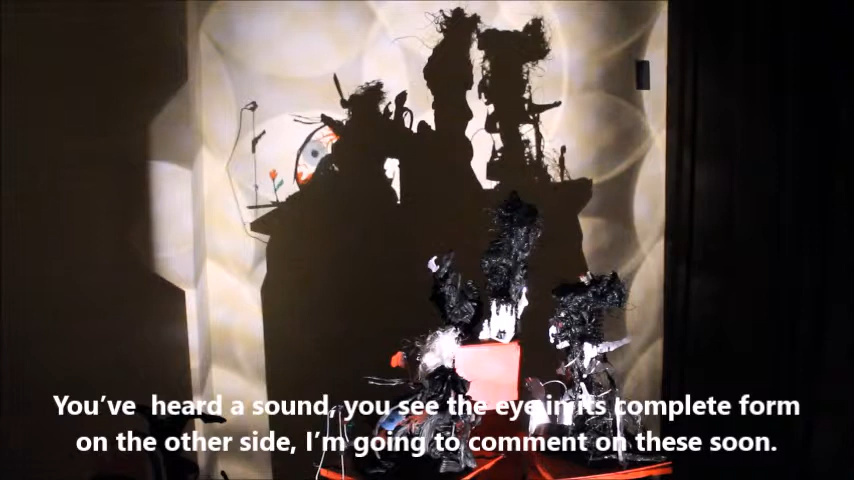 You've heard a sound, you see the eye in its complete form
on the other side, I'm going to comment on these soon.